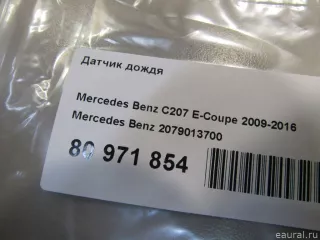 Датчик дождя
Mercedes Benz C207 E-Coupe 2009-2016
Mercedes Benz 2079013700
80 971 854
eaural.ru